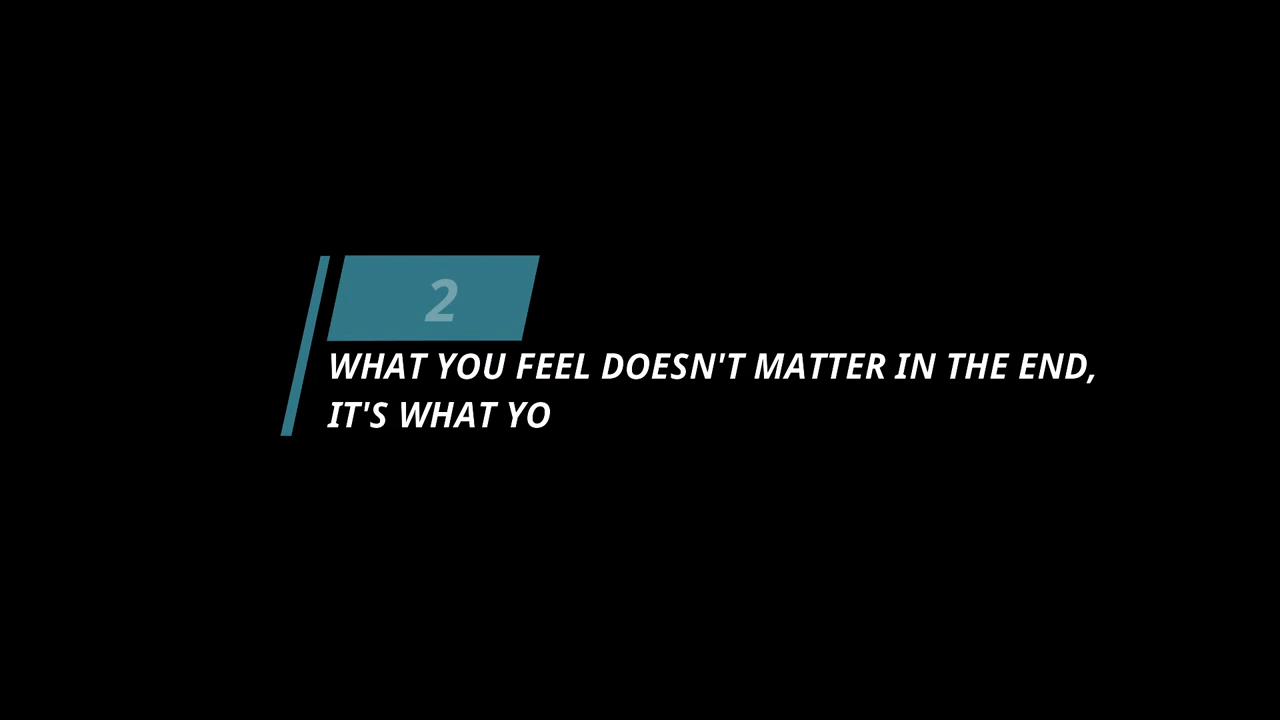 2
WHAT YOU FEEL DOESN'T MATTER IN THE END,
IT'S WHAT YO